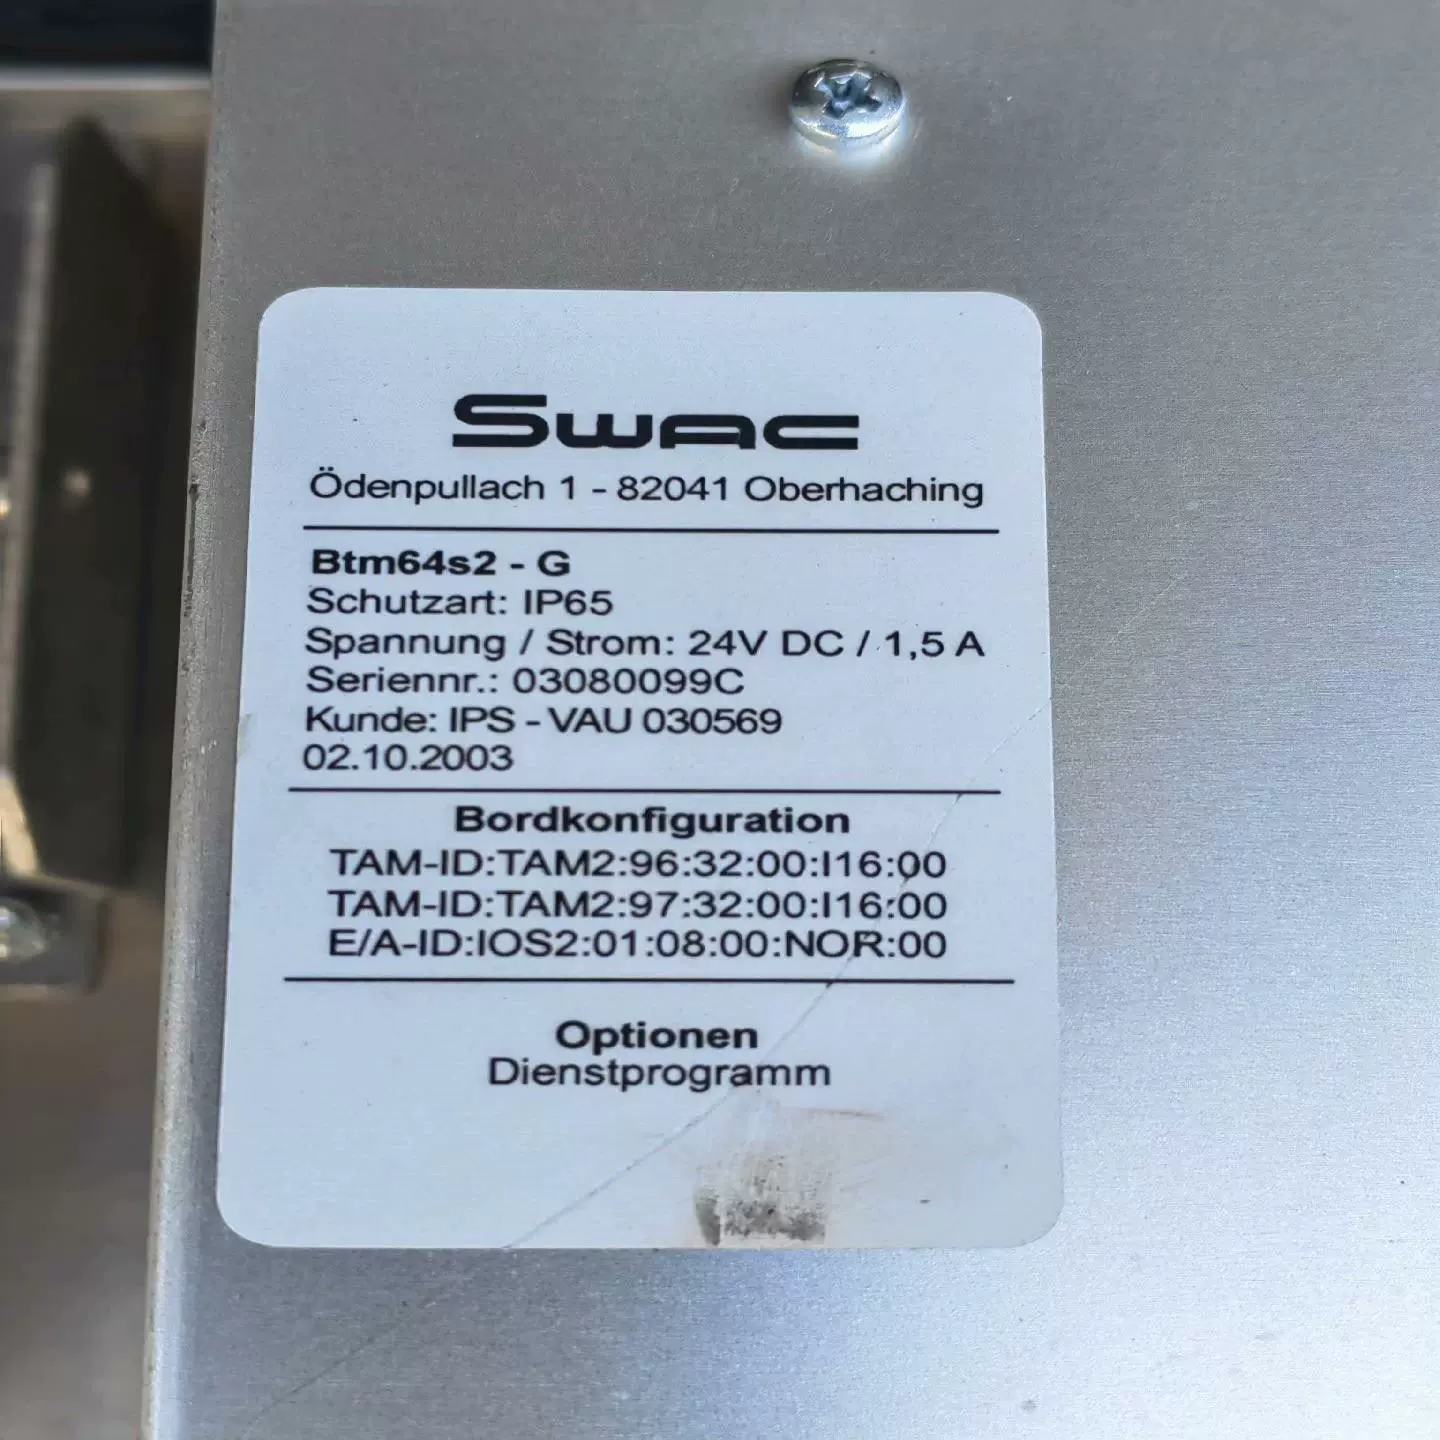 Swac
Ödenpullach 1 - 82041 Oberhaching
Btm64s2 - G
Schutzart: IP65
Spannung / Strom: 24V DC / 1,5 A
Seriennr.: 03080099C
Kunde: IPS - VAU 030569
02.10.2003
Bordkonfiguration
TAM-ID:TAM2:96:32:00:I16:00
TAM-ID:TAM2:97:32:00:I16:00
E/A-ID:IOS2:01:08:00:NOR:00
Optionen
Dienstprogramm